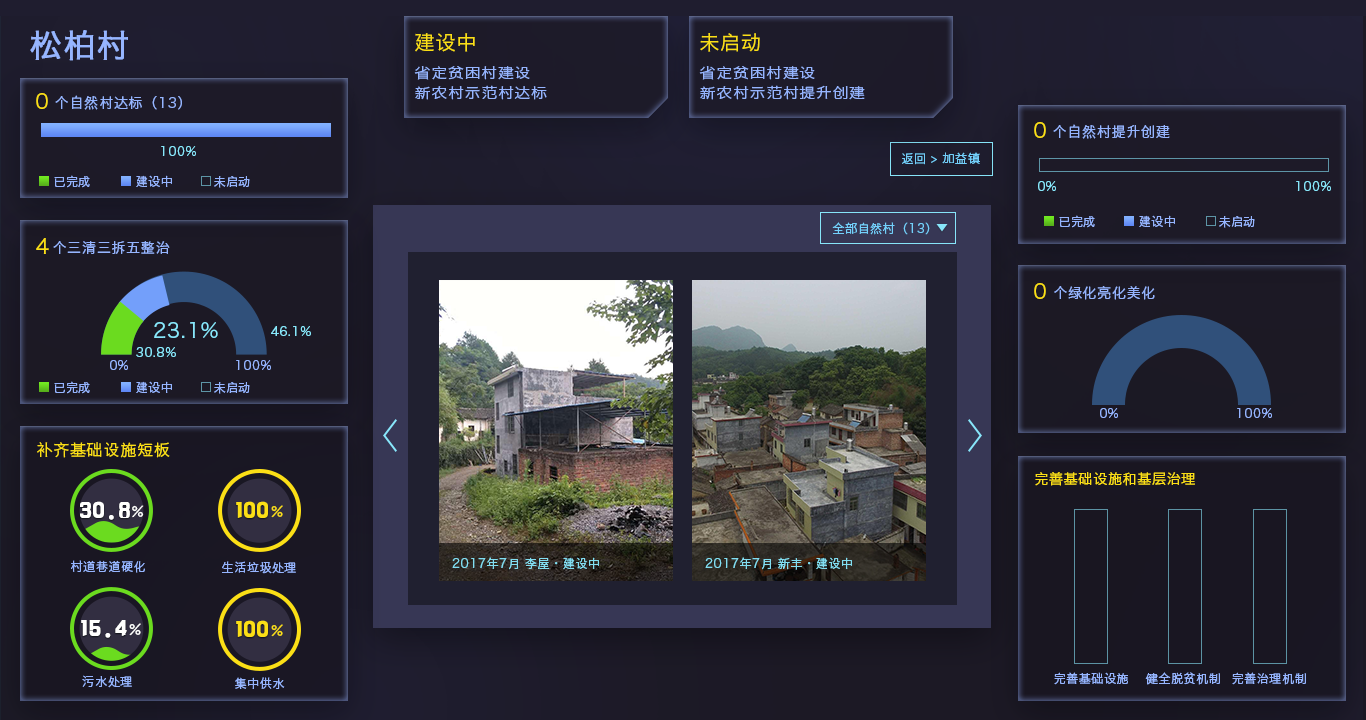 松柏村
0 个自然村达标（13）
100%
已完成
建设中
未启动
4 个三清三拆五整治
23.1%
46.1%
30.8%
0%
100%
已完成
建设中
未启动
补齐基础设施短板
30.8%
100%
村道巷道硬化
生活垃圾处理
15.4%
100%
污水处理
集中供水
建设中
省定贫困村建设
新农村示范村达标
未启动
省定贫困村建设
新农村示范村提升创建
返回 > 加益镇
全部自然村（13）
2017年7月 李屋·建设中
2017年7月 新丰·建设中
0 个自然村提升创建
0%
100%
已完成
建设中
未启动
0 个绿化亮化美化
0%
100%
完善基础设施和基层治理
完善基础设施
健全脱贫机制
完善治理机制